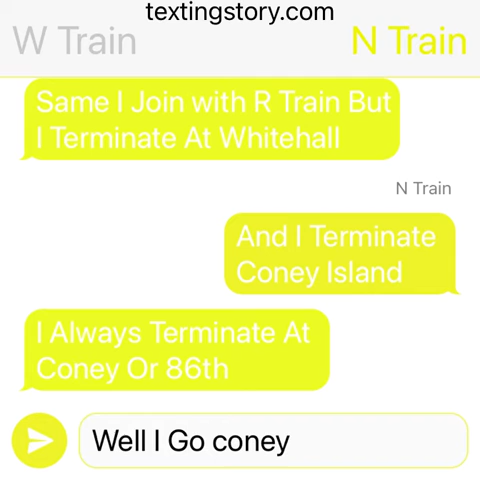 textingstory.com
W Train
N Train
Same I Join with R Train But
I Terminate At Whitehall
N Train
And I Terminate
Coney Island
I Always Terminate At
Coney Or 86th
Well I Go coney